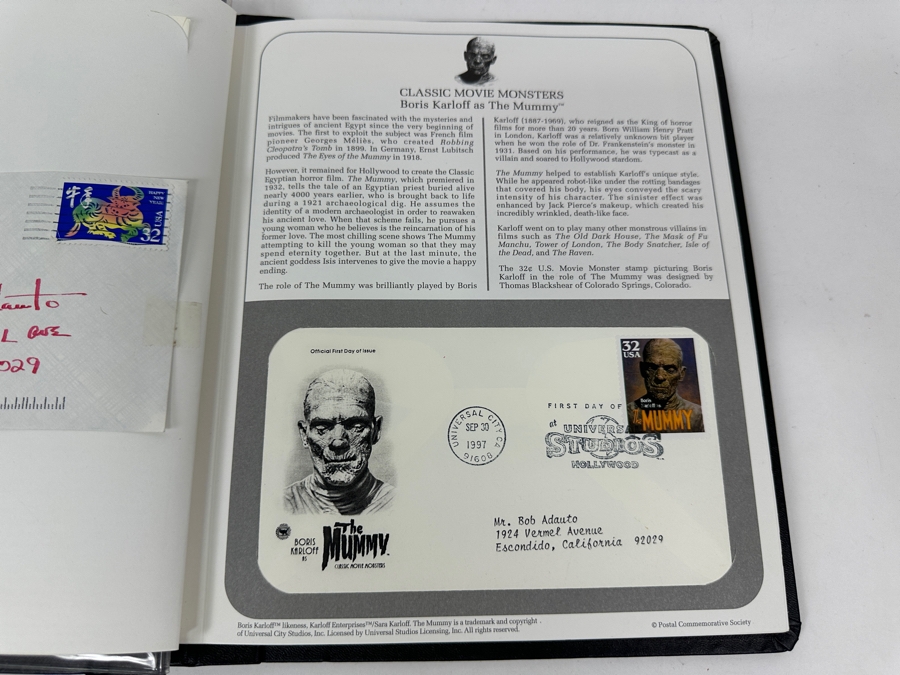 牛年
HAPPY
NEW
YEAR!
USA
32
029
CLASSIC MOVIE MONSTERS
Boris Karloff as The Mummy™
Filmmakers have been fascinated with the mysteries and
intrigues of ancient Egypt since the very beginning of
movies. The first to exploit the subject was French film
pioneer Georges Méliès, who created Robbing
Cleopatra's Tomb in 1899. In Germany, Ernst Lubitsch
produced The Eyes of the Mummy in 1918.
However, it remained for Hollywood to create the Classic
Egyptian horror film. The Mummy, which premiered in
1932, tells the tale of an Egyptian priest buried alive
nearly 4000 years earlier, who is brought back to life
during a 1921 archaeological dig. He assumes the
identity of a modern archaeologist in order to reawaken
his ancient love. When that scheme fails, he pursues a
young woman who he believes is the reincarnation of his
former love. The most chilling scene shows The Mummy
attempting to kill the young woman so that they may
spend eternity together. But at the last minute, the
ancient goddess Isis intervenes to give the movie a happy
ending.
The role of The Mummy was brilliantly played by Boris
Karloff (1887-1969), who reigned as the King of horror
films for more than 20 years. Born William Henry Pratt
in London, Karloff was a relatively unknown bit player
when he won the role of Dr. Frankenstein's monster in
1931. Based on his performance, he was typecast as a
villain and soared to Hollywood stardom.
The Mummy helped to establish Karloff's unique style.
While he appeared robot-like under the rotting bandages
that covered his body, his eyes conveyed the scary
intensity of his character. The sinister effect was
enhanced by Jack Pierce's makeup, which created his
incredibly wrinkled, death-like face.
Karloff went on to play many other monstrous villains in
films such as The Old Dark House, The Mask of Fu
Manchu, Tower of London, The Body Snatcher, Isle of
the Dead, and The Raven.
The 32¢ U.S. Movie Monster stamp picturing Boris
Karloff in the role of The Mummy was designed by
Thomas Blackshear of Colorado Springs, Colorado.
Official First Day of Issue
32
USA
Boris
Karloff as
The
MUMMY
FIRST DAY OF
at
UNIVERSA
STUDIOS
HOLLYWOOD
UNIVERSAL CITY CA
SEP 30
1997
91608
BORIS
KARLOFF
AS
The
MUMMY™
CLASSIC MOVIE MONSTERS
Mr. Bob Adauto
1924 Vermel Avenue
Escondido, California 92029
Boris Karloff™ likeness, Karloff Enterprises™/Sara Karloff. The Mummy is a trademark and copyright
of Universal City Studios, Inc. Licensed by Universal Studios Licensing, Inc. All rights reserved.
© Postal Commemorative Society